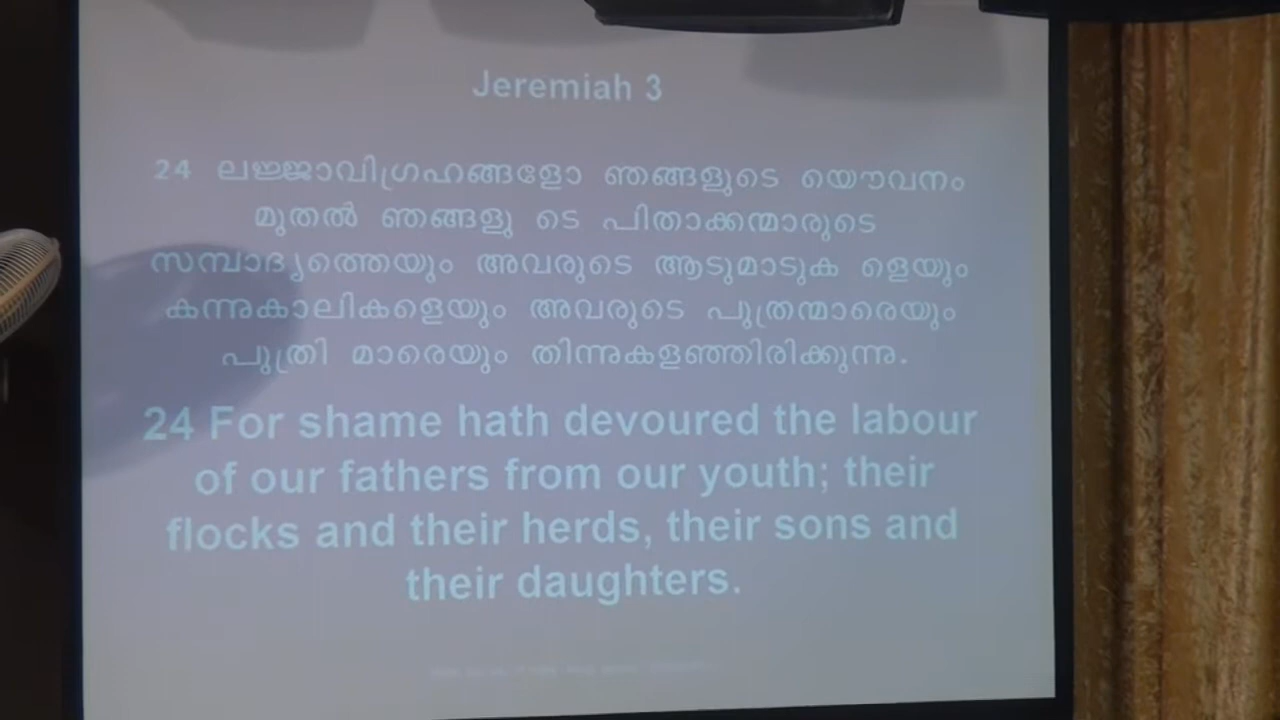 Jeremiah 3
24 ലജ്ജാവിഗ്രഹങ്ങളോ ഞങ്ങളുടെ യൌവനം
മുതൽ ഞങ്ങളു ടെ പിതാക്കന്മാരുടെ
സമ്പാദ്യത്തെയും അവരുടെ ആടുമാടുക ളെയും
കന്നുകാലികളെയും അവരുടെ പുത്രന്മാരെയും
പുത്രി മാരെയും തിന്നുകളഞ്ഞിരിക്കുന്നു.
24 For shame hath devoured the labour
of our fathers from our youth; their
flocks and their herds, their sons and
their daughters.